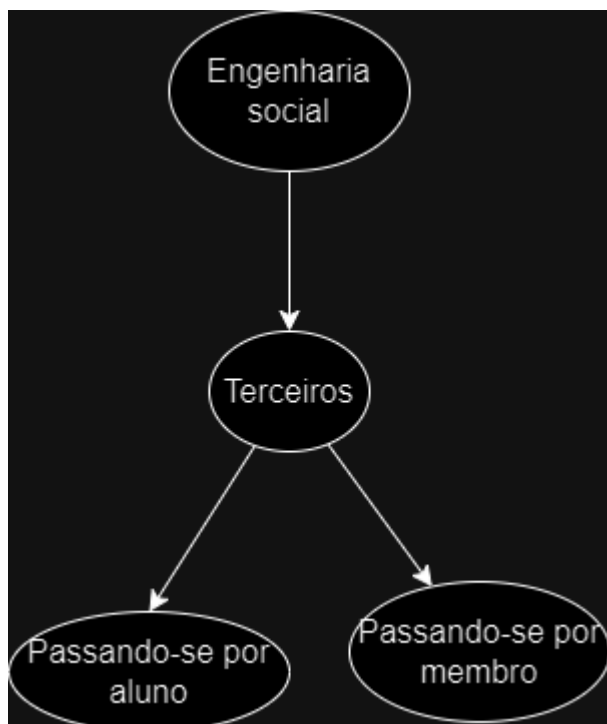 Engenharia
social
Terceiros
Passando-se por
aluno
Passando-se por
membro